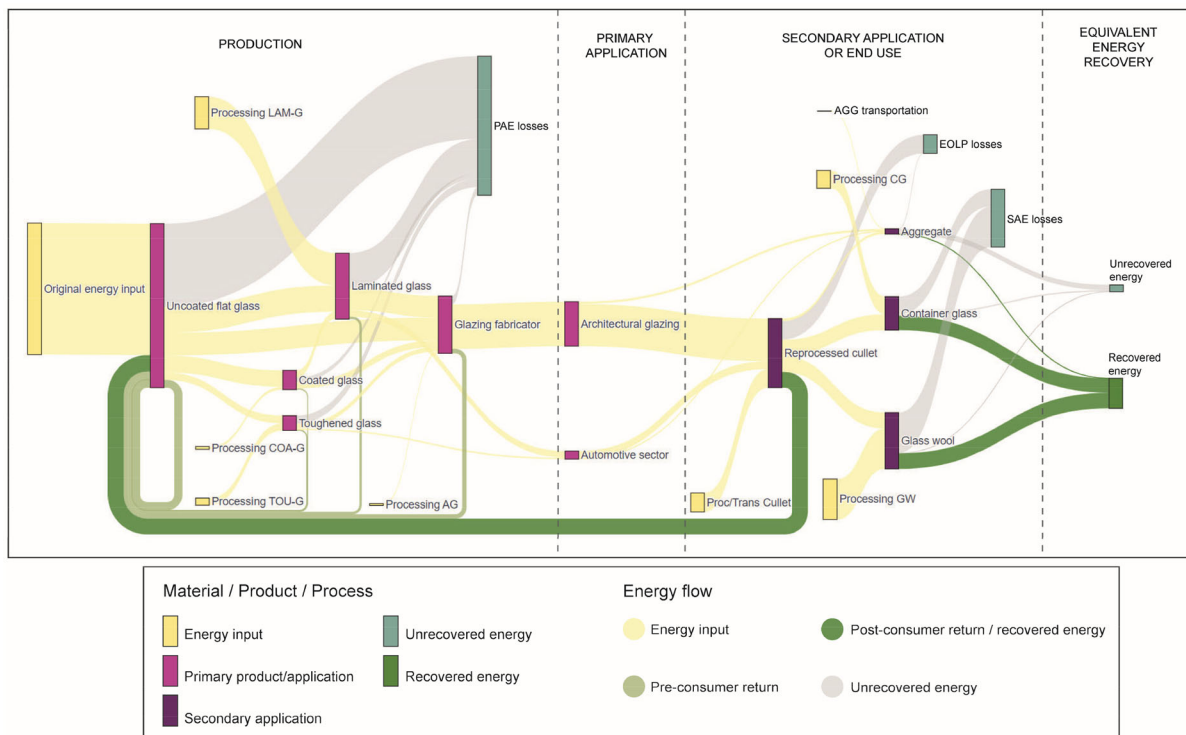 PRODUCTION
PRIMARY
APPLICATION
SECONDARY APPLICATION
OR END USE
EQUIVALENT
ENERGY
RECOVERY
Processing LAM-G
PAE losses
AGG transportation
EOLP losses
Processing CG
SAE losses
Aggregate
Original energy input
Uncoated flat glass
Laminated glass
Glazing fabricator
Architectural glazing
Reprocessed cullet
Container glass
Unrecovered
energy
Recovered
energy
Coated glass
Toughened glass
Processing COA-G
Processing TOU-G
Processing AG
Automotive sector
Proc/Trans Cullet
Glass wool
Processing GW
Material / Product / Process
Energy input
Primary product/application
Secondary application
Unrecovered energy
Recovered energy
Energy flow
Energy input
Pre-consumer return
Post-consumer return / recovered energy
Unrecovered energy